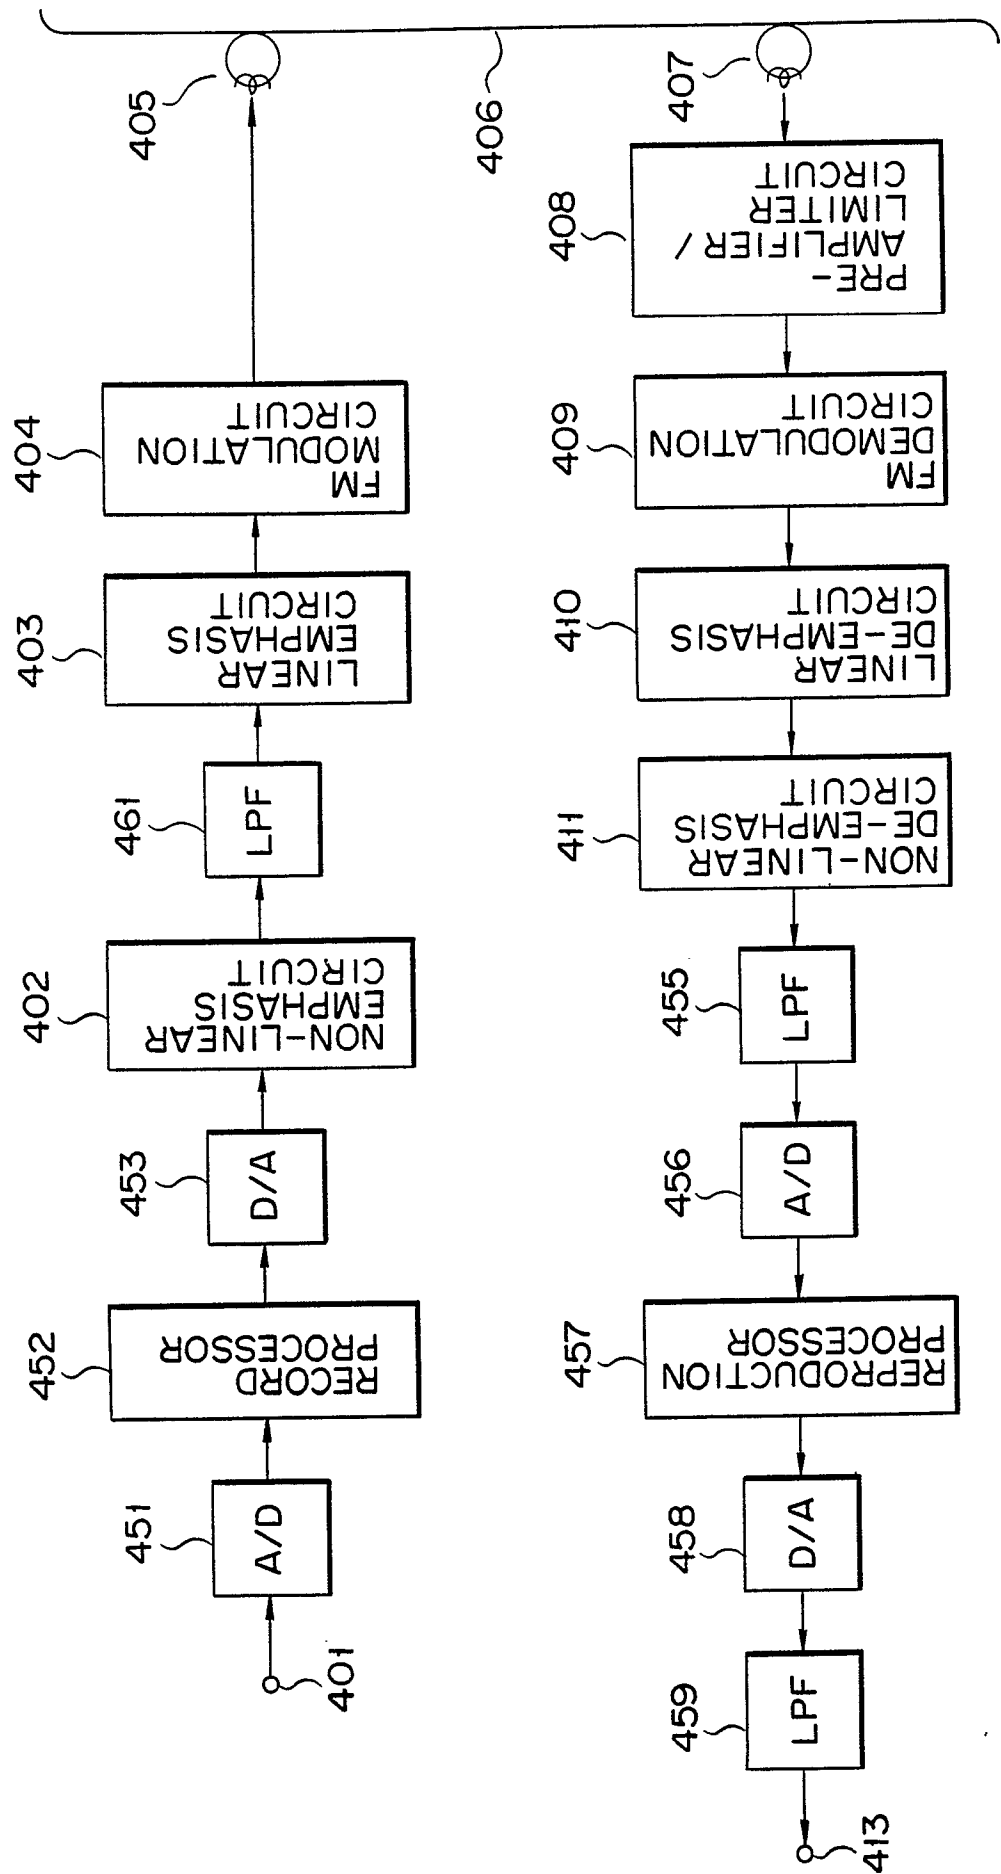 401
451
A/D
452
RECORD
PROCESSOR
453
D/A
402
NON-LINEAR
EMPHASIS
CIRCUIT
461
LPF
403
LINEAR
EMPHASIS
CIRCUIT
404
FM
MODULATION
CIRCUIT
405
406
407
408
PRE-
AMPLIFIER/
LIMITER
CIRCUIT
409
FM
DEMODULATION
CIRCUIT
410
LINEAR
DE-EMPHASIS
CIRCUIT
411
NON-LINEAR
DE-EMPHASIS
CIRCUIT
455
LPF
456
A/D
457
REPRODUCTION
PROCESSOR
458
D/A
459
LPF
413